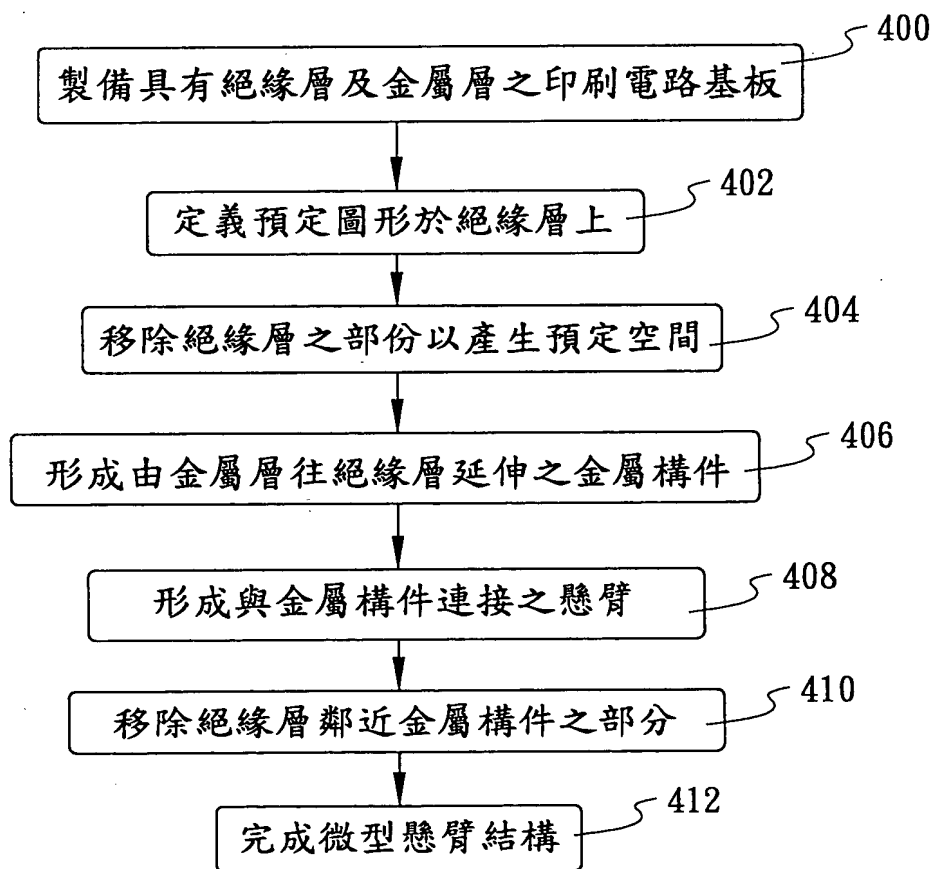 400
製備具有絕緣層及金屬層之印刷電路基板
402
定義預定圖形於絕緣層上
404
移除絕緣層之部份以產生預定空間
406
形成由金屬層往絕緣層延伸之金屬構件
408
形成與金屬構件連接之懸臂
410
移除絕緣層鄰近金屬構件之部分
412
完成微型懸臂結構